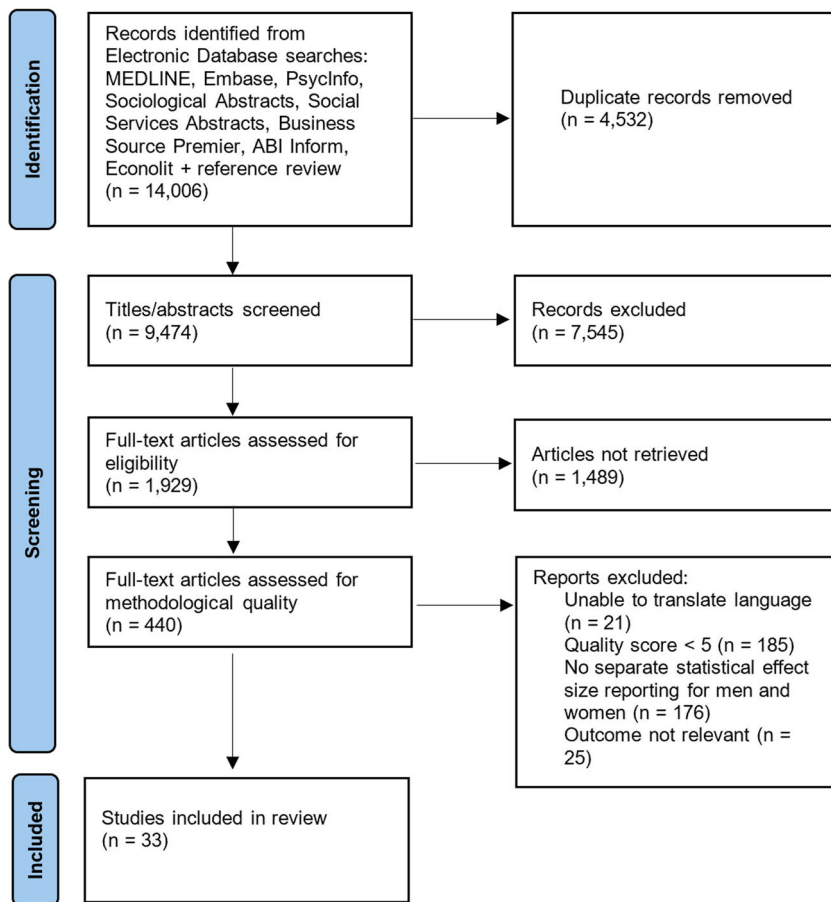 Identification
Records identified from
Electronic Database searches:
MEDLINE, Embase, PsycInfo,
Sociological Abstracts, Social
Services Abstracts, Business
Source Premier, ABI Inform,
Econolit + reference review
(n = 14,006)
Duplicate records removed
(n = 4,532)
Screening
Titles/abstracts screened
(n = 9,474)
Records excluded
(n = 7,545)
Full-text articles assessed for
eligibility
(n = 1,929)
Articles not retrieved
(n = 1,489)
Full-text articles assessed for
methodological quality
(n = 440)
Reports excluded:
Unable to translate language
(n = 21)
Quality score < 5 (n = 185)
No separate statistical effect
size reporting for men and
women (n = 176)
Outcome not relevant (n =
25)
Included
Studies included in review
(n = 33)